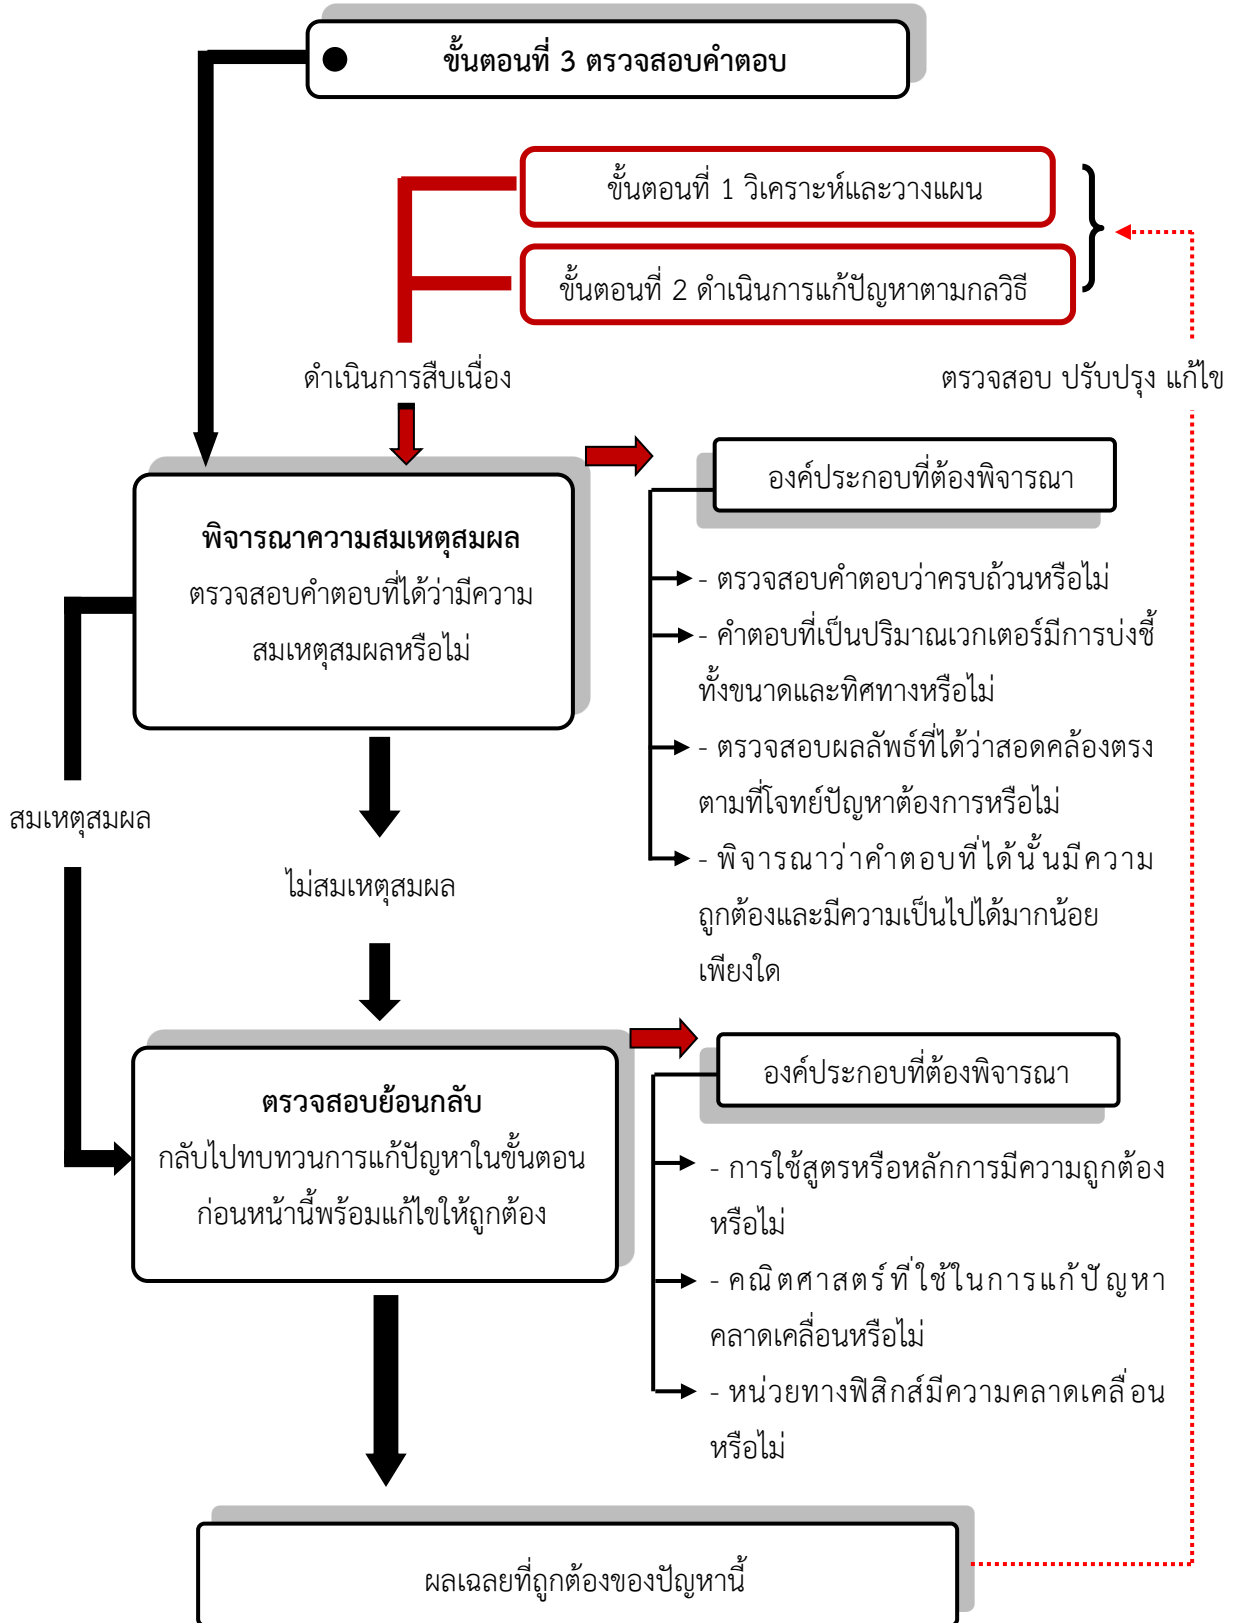 ขั้นตอนที่ 3 ตรวจสอบคำตอบ
ขั้นตอนที่ 1 วิเคราะห์และวางแผน
ขั้นตอนที่ 2 ดำเนินการแก้ปัญหาตามกลวิธี
ดำเนินการสืบเนื่อง
ตรวจสอบ ปรับปรุง แก้ไข
พิจารณาความสมเหตุสมผล
ตรวจสอบคำตอบที่ได้ว่ามีความ
สมเหตุสมผลหรือไม่
องค์ประกอบที่ต้องพิจารณา
- ตรวจสอบคำตอบว่าครบถ้วนหรือไม่
- คำตอบที่เป็นปริมาณเวกเตอร์มีการบ่งชี้
ทั้งขนาดและทิศทางหรือไม่
- ตรวจสอบผลลัพธ์ที่ได้ว่าสอดคล้องตรง
ตามที่โจทย์ปัญหาต้องการหรือไม่
- พิจารณาว่าคำตอบที่ได้นั้นมีความ
ถูกต้องและมีความเป็นไปได้มากน้อย
เพียงใด
สมเหตุสมผล
ไม่สมเหตุสมผล
ตรวจสอบย้อนกลับ
กลับไปทบทวนการแก้ปัญหาในขั้นตอน
ก่อนหน้านี้พร้อมแก้ไขให้ถูกต้อง
องค์ประกอบที่ต้องพิจารณา
- การใช้สูตรหรือหลักการมีความถูกต้อง
หรือไม่
- คณิตศาสตร์ที่ใช้ในการแก้ปัญหา
คลาดเคลื่อนหรือไม่
- หน่วยทางฟิสิกส์มีความคลาดเคลื่อน
หรือไม่
ผลเฉลยที่ถูกต้องของปัญหานี้